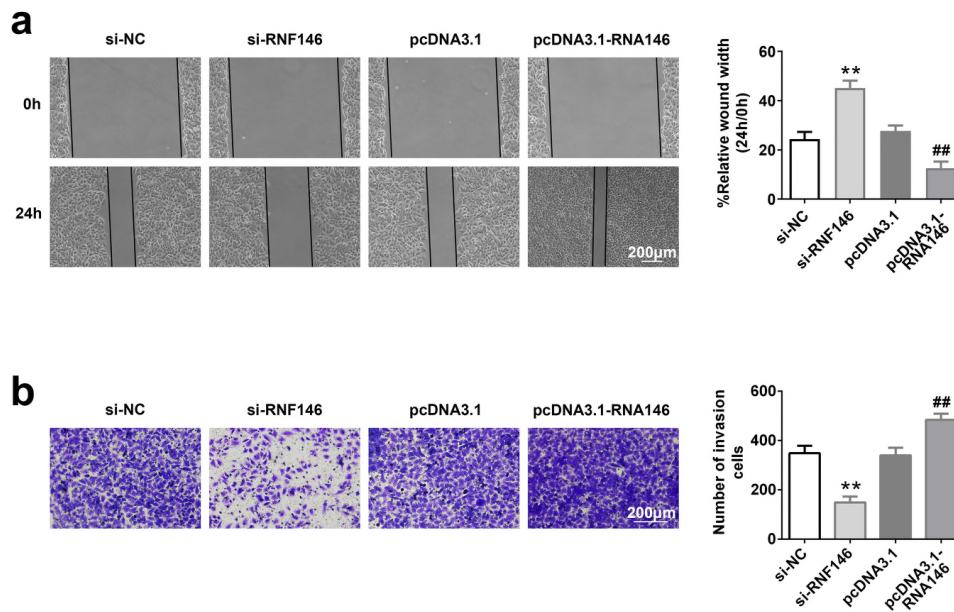 a
si-NC
si-RNF146
pcDNA3.1
pcDNA3.1-RNA146
0h
24h
200μm
%Relative wound width
(24h/0h)
60
40
20
0
**
##
si-NC
si-RNF146
pcDNA3.1
pcDNA3.1-
RNA146
b
si-NC
si-RNF146
pcDNA3.1
pcDNA3.1-RNA146
200μm
Number of invasion
cells
600
400
200
0
**
##
si-NC
si-RNF146
pcDNA3.1
pcDNA3.1-
RNA146